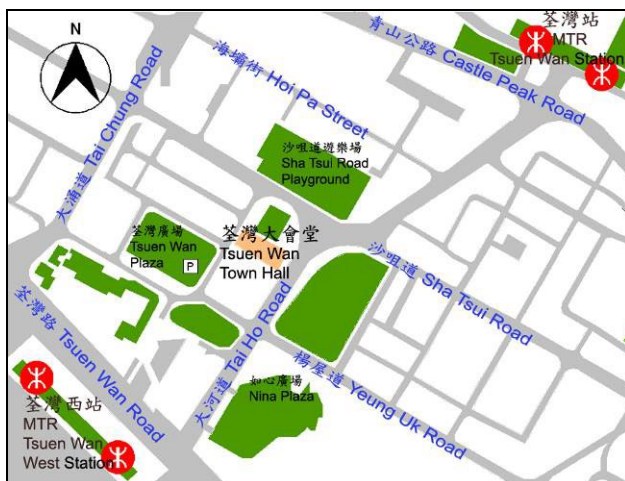 N
荃灣站
MTR
Tsuen Wan Station
青山公路 Castle Peak Road
海壩街 Hoi Pa Street
大涌道 Tai Chung Road
沙咀道遊樂場
Sha Tsui Road
Playground
荃灣廣場
Tsuen Wan
Plaza
P
荃灣大會堂
Tsuen Wan
Town Hall
沙咀道 Sha Tsui Road
荃灣路 Tsuen Wan Road
大河道 Tai Ho Road
楊屋道 Yeung Uk Road
如心廣場
Nina Plaza
荃灣西站
MTR
Tsuen Wan
West Station